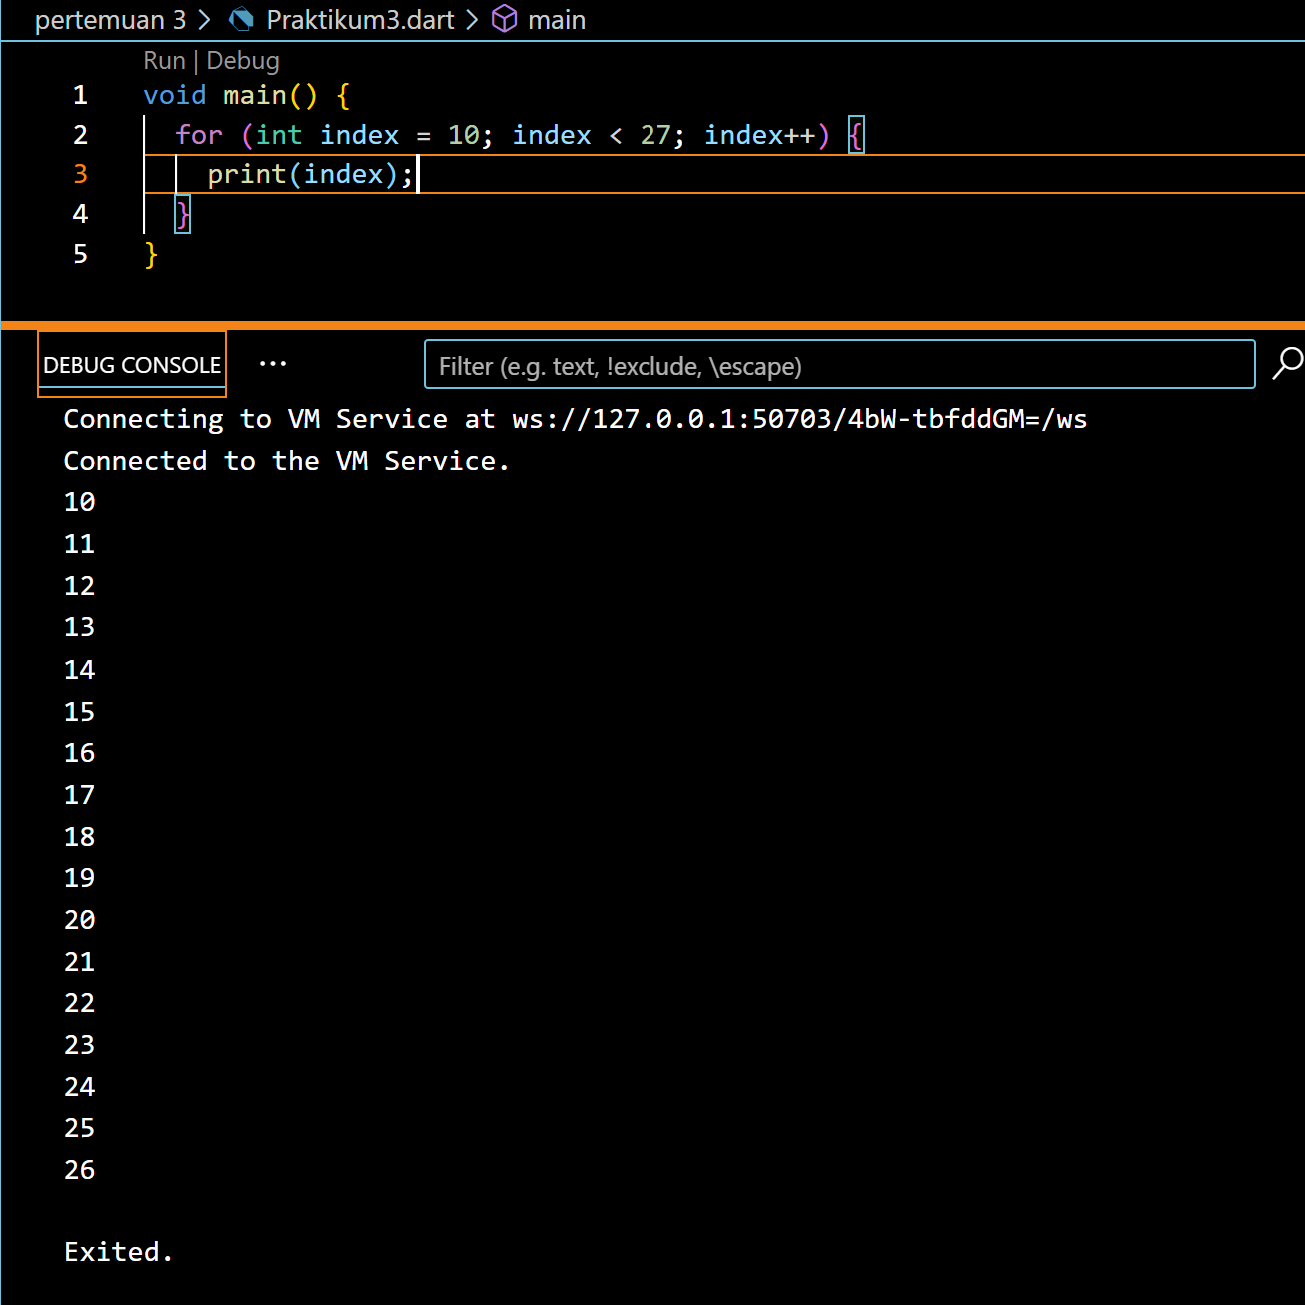 pertemuan 3 > Praktikum3.dart > main
Run | Debug
1 void main() {
2 for (int index = 10; index < 27; index++) {
3 print(index);
4 }
5 }
DEBUG CONSOLE ... Filter (e.g. text, !exclude, \escape)
Connecting to VM Service at ws://127.0.0.1:50703/4bW-tbfddGM=/ws
Connected to the VM Service.
10
11
12
13
14
15
16
17
18
19
20
21
22
23
24
25
26
Exited.